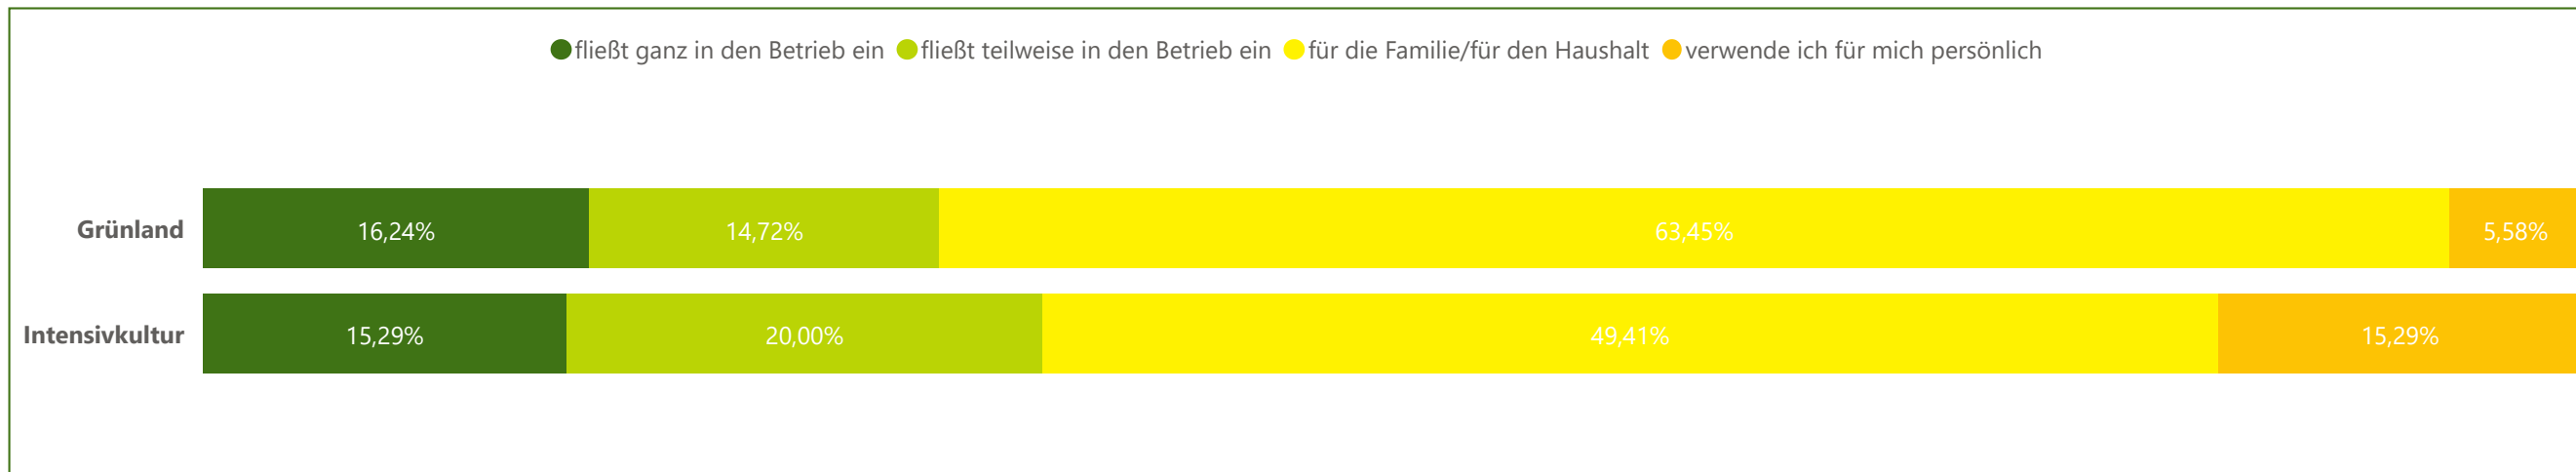 fließt ganz in den Betrieb ein fließt teilweise in den Betrieb ein für die Familie/für den Haushalt verwende ich für mich persönlich
Grünland 16,24% 14,72% 63,45% 5,58%
Intensivkultur 15,29% 20,00% 49,41% 15,29%